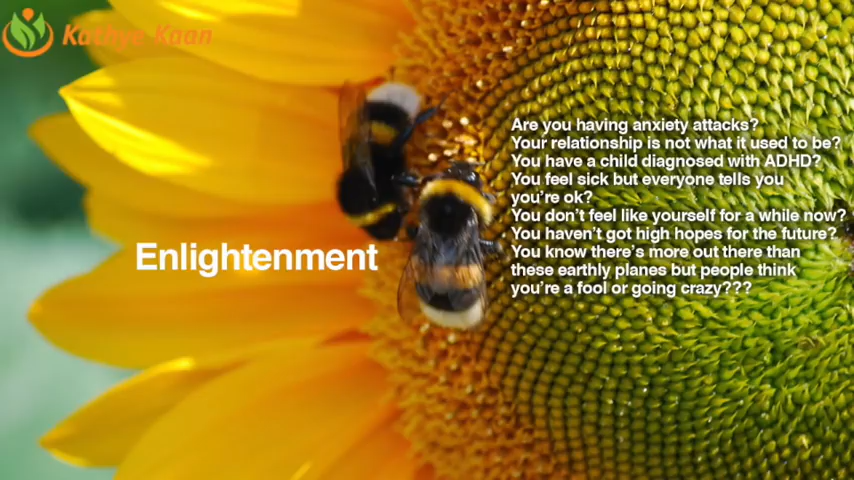 Kathye Kaan
Are you having anxiety attacks?
Your relationship is not what it used to be?
You have a child diagnosed with ADHD?
You feel sick but everyone tells you
you're ok?
You don't feel like yourself for a while now?
You haven't got high hopes for the future?
You know there's more out there than
these earthly planes but people think
you're a fool or going crazy???
Enlightenment